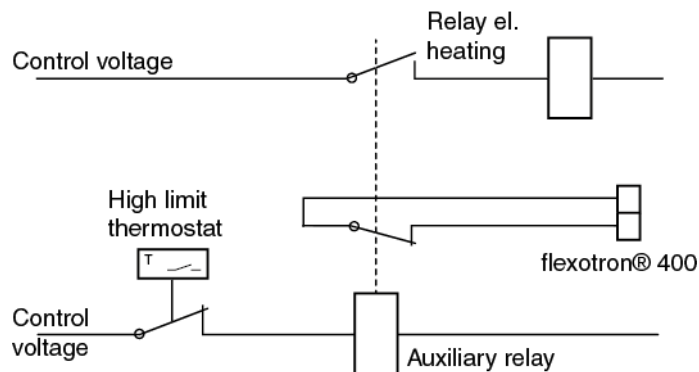 Relay el.
heating
Control voltage
High limit
thermostat
T
flexotron® 400
Control
voltage
Auxiliary relay